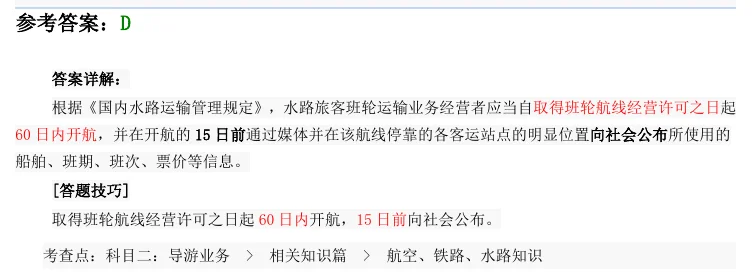 参考答案：D
答案详解：
根据《国内水路运输管理规定》，水路旅客班轮运输业务经营者应当自取得班轮航线经营许可之日起
60 日内开航，并在开航的 15 日前通过媒体并在该航线停靠的各客运站点的明显位置向社会公布所使用的
船舶、班期、班次、票价等信息。
[答题技巧]
取得班轮航线经营许可之日起 60 日内开航，15 日前向社会公布。
考查点：科目二：导游业务 > 相关知识篇 > 航空、铁路、水路知识